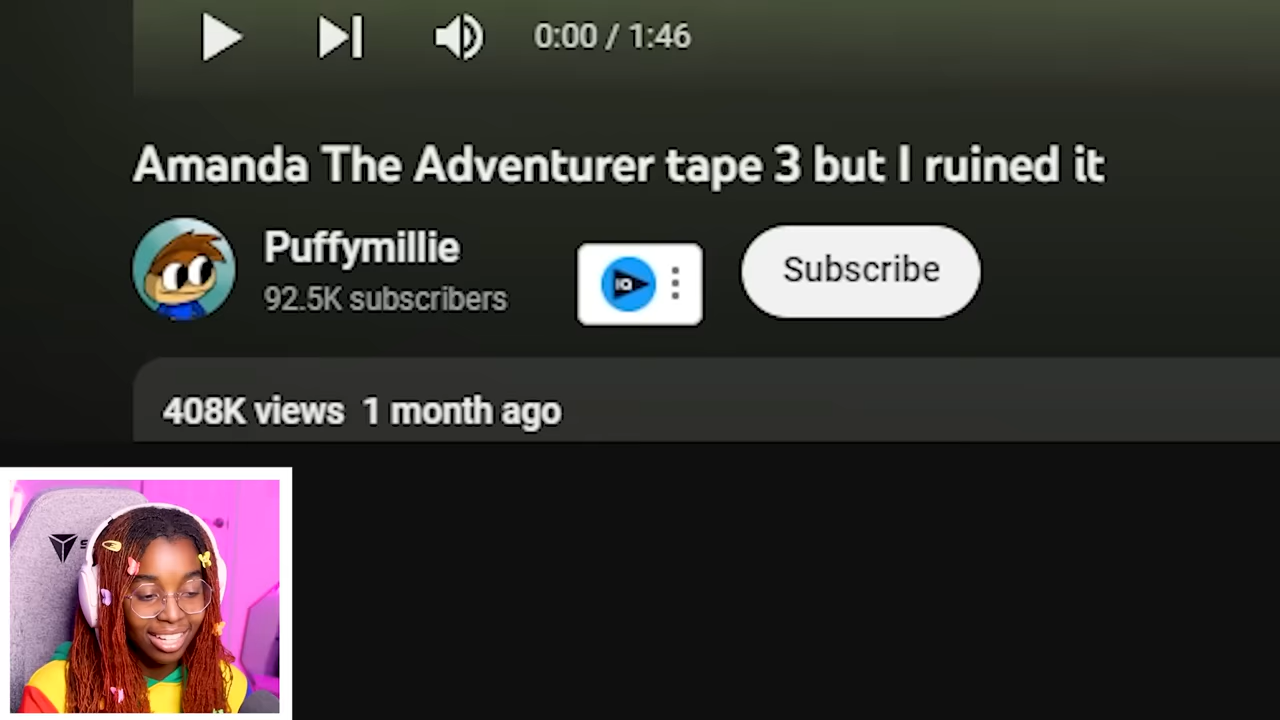 0:00 / 1:46
Amanda The Adventurer tape 3 but I ruined it
Puffymillie
92.5K subscribers
IQ
Subscribe
408K views 1 month ago
S